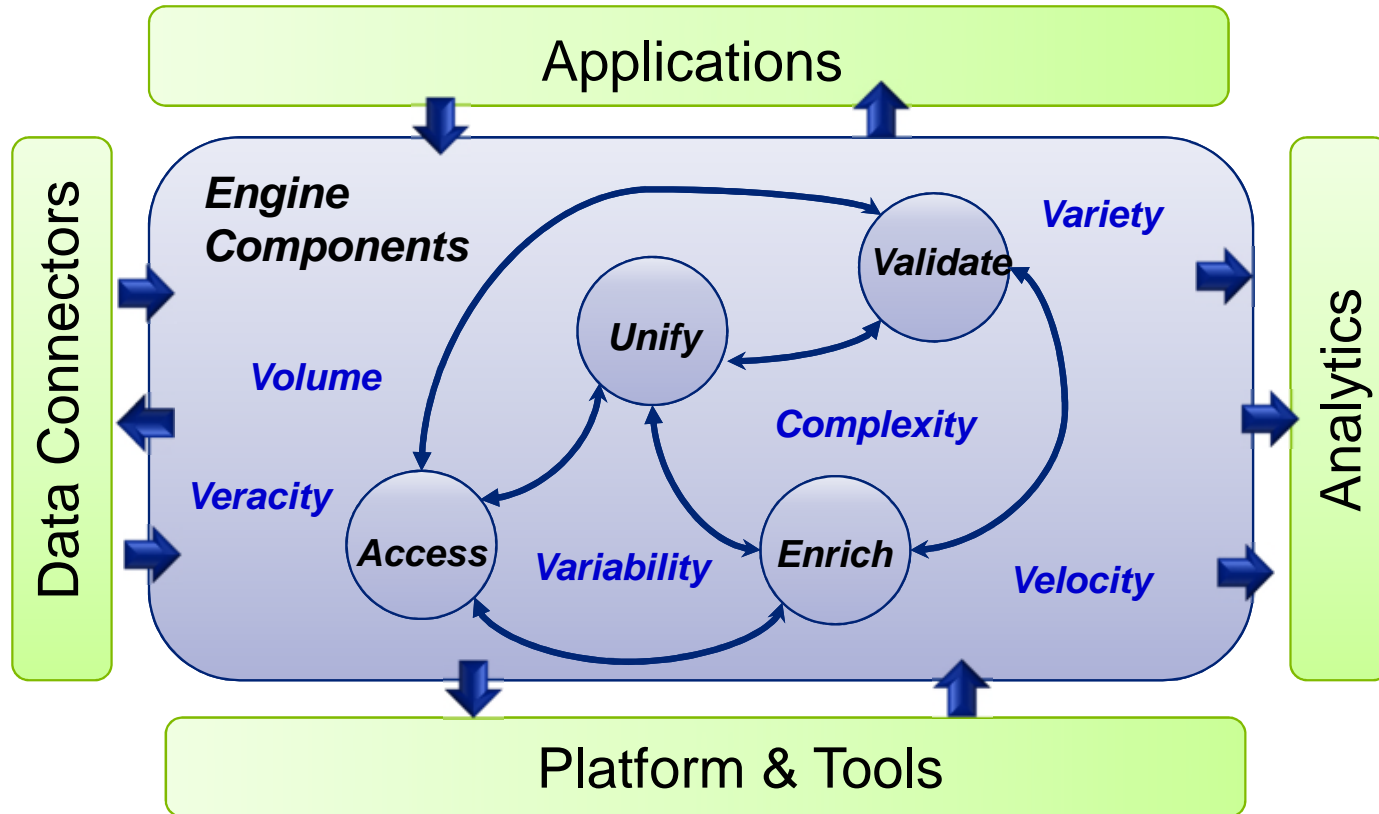 Applications
Data Connectors
Engine
Components
Variety
Validate
Unify
Volume
Complexity
Veracity
Access
Variability
Enrich
Velocity
Analytics
Platform & Tools